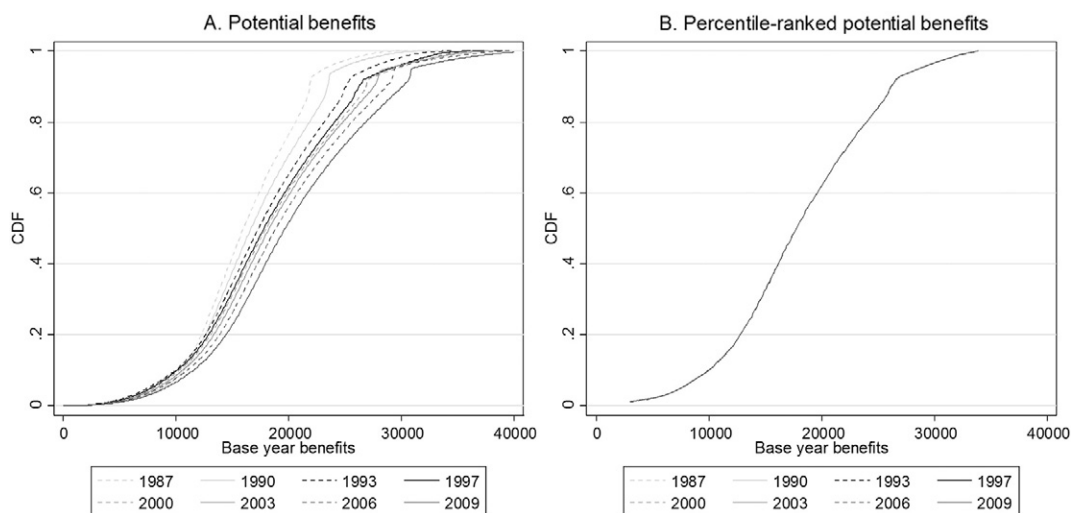 A. Potential benefits
CDF
1
.8
.6
.4
.2
0
0 10000 20000 30000 40000
Base year benefits
1987 1990 1993 1997
2000 2003 2006 2009
B. Percentile-ranked potential benefits
CDF
1
.8
.6
.4
.2
0
0 10000 20000 30000 40000
Base year benefits
1987 1990 1993 1997
2000 2003 2006 2009